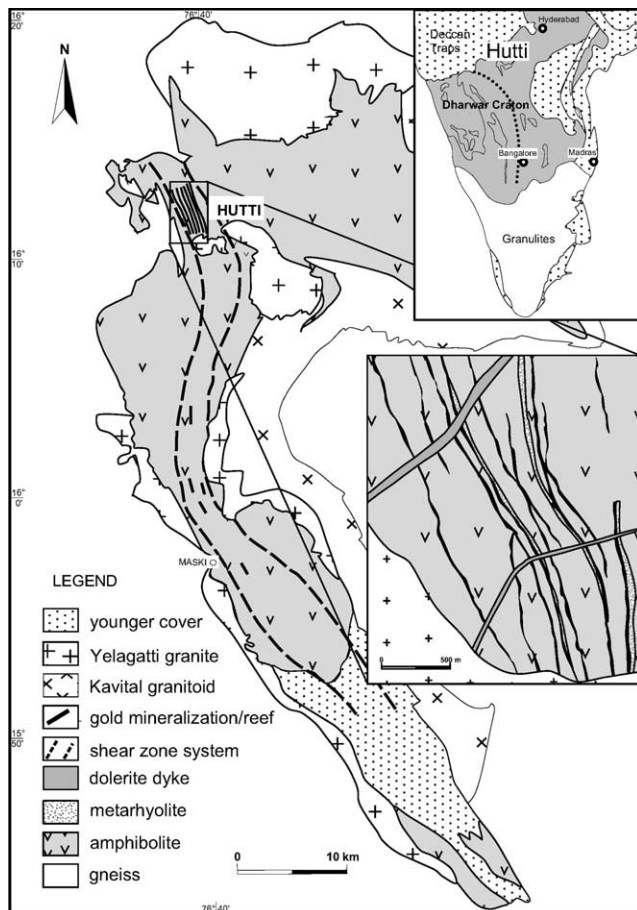 16°
20'
76°40'
N
HUTTI
16°
10'
16°
0'
MASKI
15°
50'
LEGEND
younger cover
Yelagatti granite
Kavital granitoid
gold mineralization/reef
shear zone system
dolerite dyke
metarhyolite
amphibolite
gneiss
0
10 km
76°40'
Hyderabad
Deccan
Traps
Hutti
Dharwar Craton
Bangalore
Madras
Granulites
0
500 m